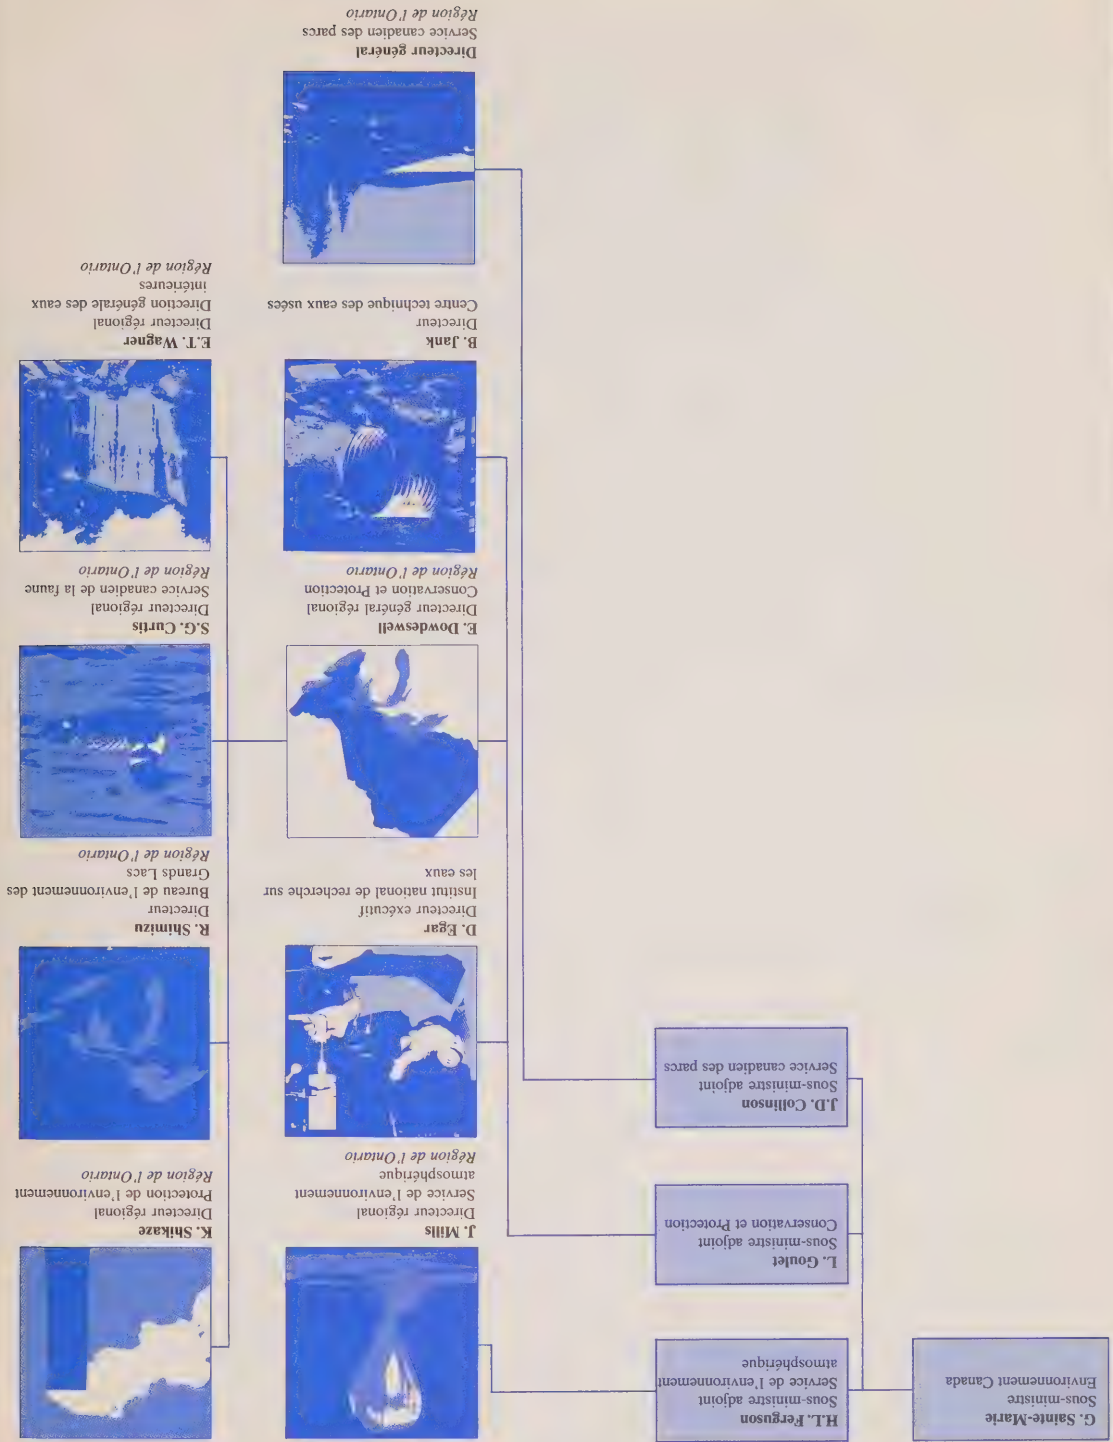 G. Sainte-Marie
Sous-ministre
Environnement Canada
H.L. Ferguson
Sous-ministre adjoint
Service de l'environnement
atmosphérique
L. Goulet
Sous-ministre adjoint
Conservation et Protection
J.D. Collinson
Sous-ministre adjoint
Service canadien des parcs
J. Mills
Directeur régional
Service de l'environnement
atmosphérique
Région de l'Ontario
D. Egar
Directeur exécutif
Institut national de recherche sur
les eaux
E. Dowdeswell
Directeur général régional
Conservation et Protection
Région de l'Ontario
B. Jank
Directeur
Centre technique des eaux usées
Directeur général
Service canadien des parcs
Région de l'Ontario
K. Shikaze
Directeur régional
Protection de l'environnement
Région de l'Ontario
R. Shimizu
Directeur
Bureau de l'environnement des
Grands Lacs
Région de l'Ontario
S.G. Curtis
Directeur régional
Service canadien de la faune
Région de l'Ontario
E.T. Wagner
Directeur régional
Direction générale des eaux
intérieures
Région de l'Ontario